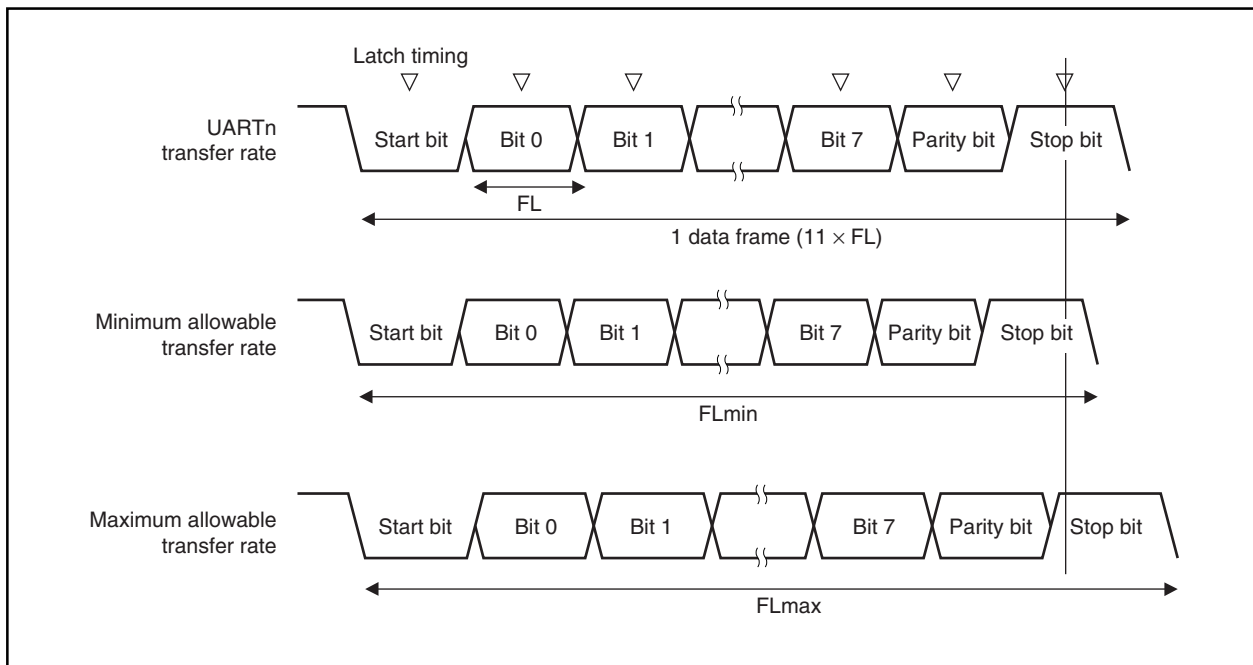 Latch timing
UARTn
transfer rate
Start bit
Bit 0
Bit 1
Bit 7
Parity bit
Stop bit
FL
1 data frame (11 × FL)
Minimum allowable
transfer rate
Start bit
Bit 0
Bit 1
Bit 7
Parity bit
Stop bit
FLmin
Maximum allowable
transfer rate
Start bit
Bit 0
Bit 1
Bit 7
Parity bit
Stop bit
FLmax